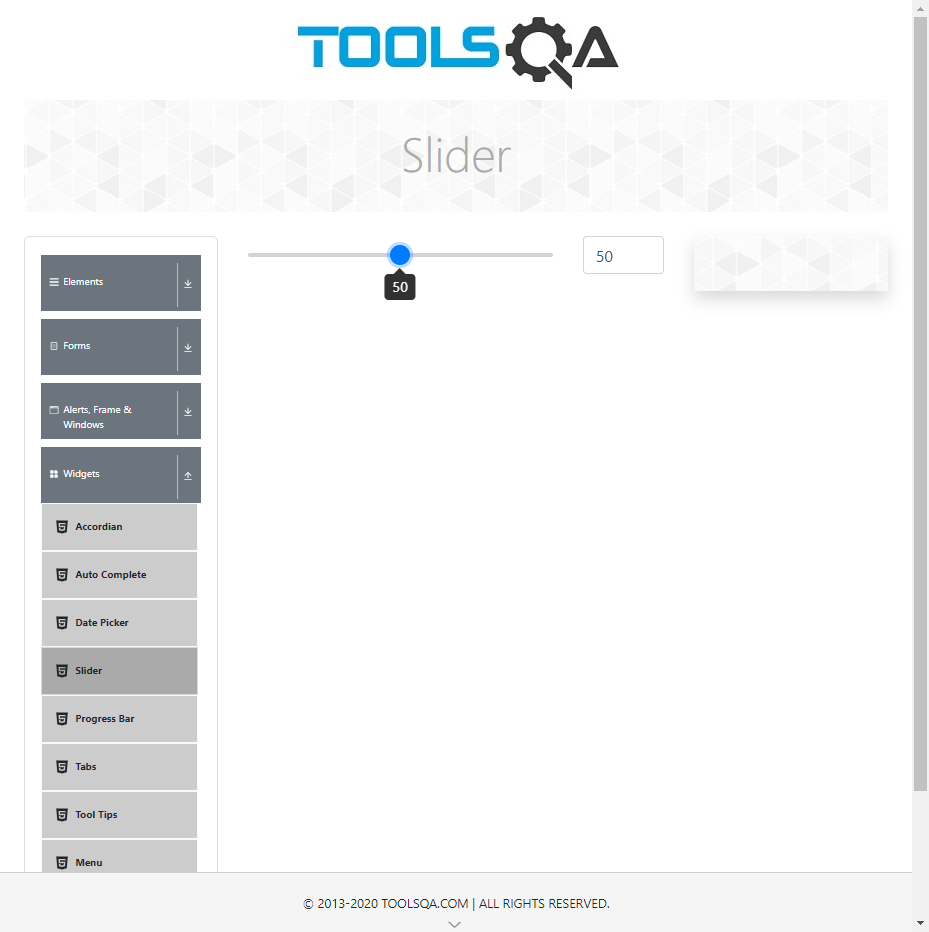 TOOLSQA
Slider
50
50
Elements
Forms
Alerts, Frame &
Windows
Widgets
Accordian
Auto Complete
Date Picker
Slider
Progress Bar
Tabs
Tool Tips
Menu
© 2013-2020 TOOLSQA.COM | ALL RIGHTS RESERVED.